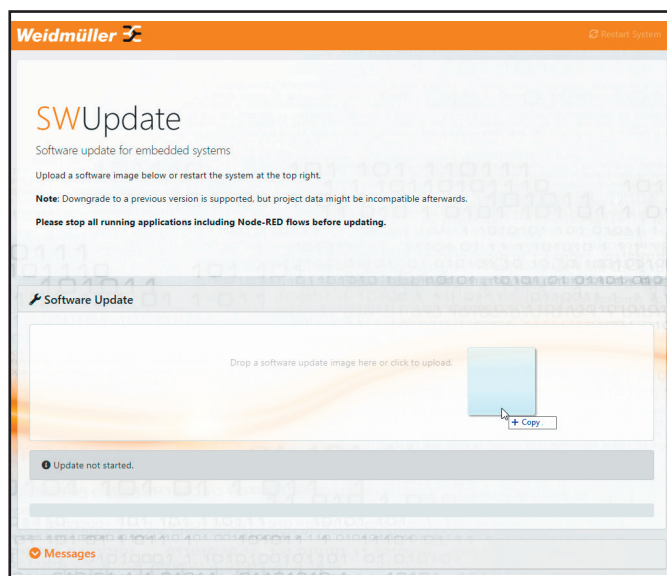 Weidmüller
Restart System
SWUpdate
Software update for embedded systems
Upload a software image below or restart the system at the top right.
Note: Downgrade to a previous version is supported, but project data might be incompatible afterwards.
Please stop all running applications including Node-RED flows before updating.
Software Update
Drop a software update image here or click to upload.
+ Copy
Update not started.
Messages